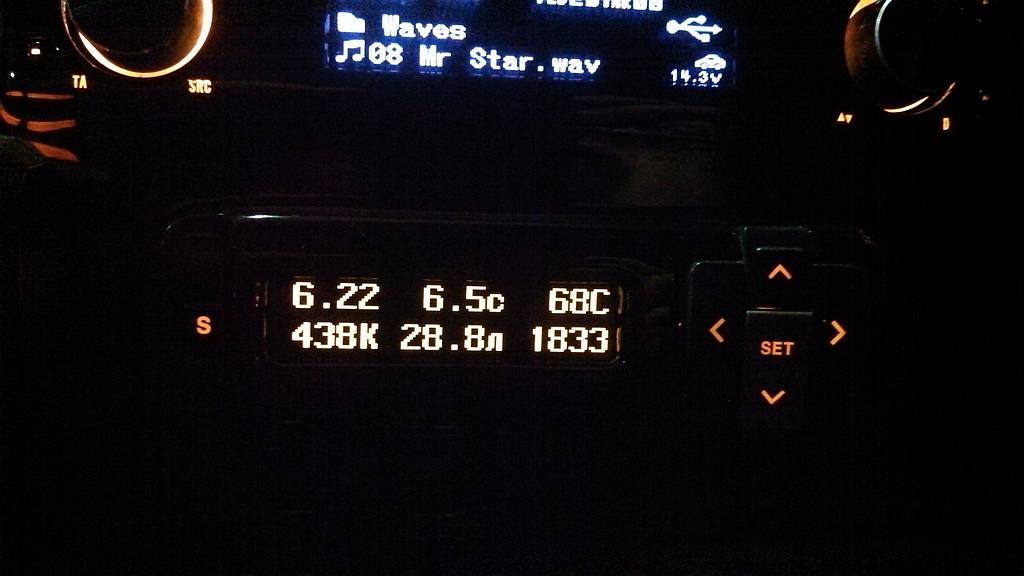 Waves
08 Mr Star.wav
14.3v
TA
SRC
D
6.22 6.5c 68C
S
438K 28.8л 1833
SET